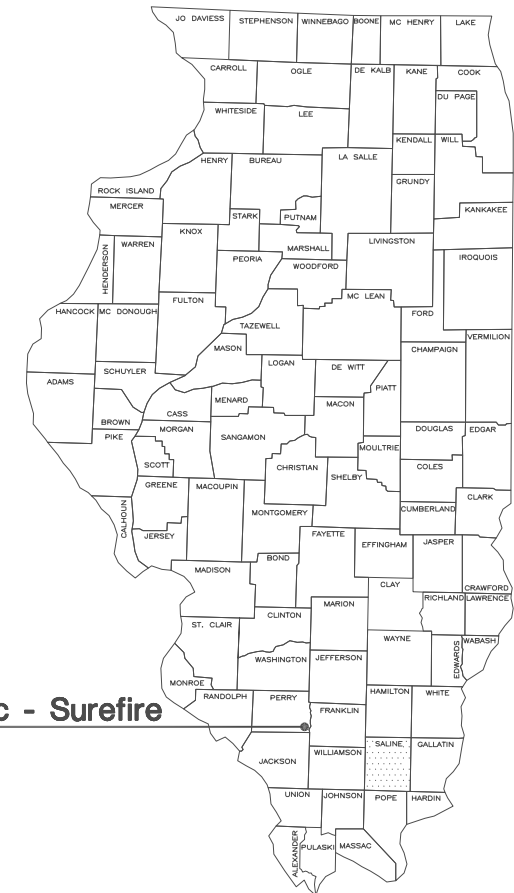 JO DAVIESS STEPHENSON WINNEBAGO BOONE MC HENRY LAKE
CARROLL OGLE DE KALB KANE COOK
DU PAGE
WHITESIDE LEE
KENDALL WILL
HENRY BUREAU LA SALLE
GRUNDY
ROCK ISLAND
MERCER
KANKAKEE
STARK PUTNAM
KNOX
HENDERSON WARREN MARSHALL LIVINGSTON
PEORIA WOODFORD IROQUOIS
FULTON MC LEAN
HANCOCK MC DONOUGH FORD
TAZEWELL
VERMILION
MASON CHAMPAIGN
LOGAN DE WITT
SCHUYLER
ADAMS PIATT
MENARD
MACON
CASS
BROWN MORGAN DOUGLAS EDGAR
PIKE SANGAMON
MOULTRIE
SCOTT CHRISTIAN COLES
SHELBY
GREENE MACOUPIN
CLARK
CALHOUN MONTGOMERY CUMBERLAND
JERSEY FAYETTE EFFINGHAM JASPER
BOND
MADISON
CLAY CRAWFORD
RICHLAND LAWRENCE
MARION
CLINTON
ST. CLAIR
WAYNE EDWARDS WABASH
WASHINGTON JEFFERSON
MONROE
RANDOLPH PERRY HAMILTON WHITE
c - Surefire
FRANKLIN
SALINE GALLATIN
JACKSON WILLIAMSON
UNION JOHNSON POPE HARDIN
ALEXANDER PULASKI MASSAC